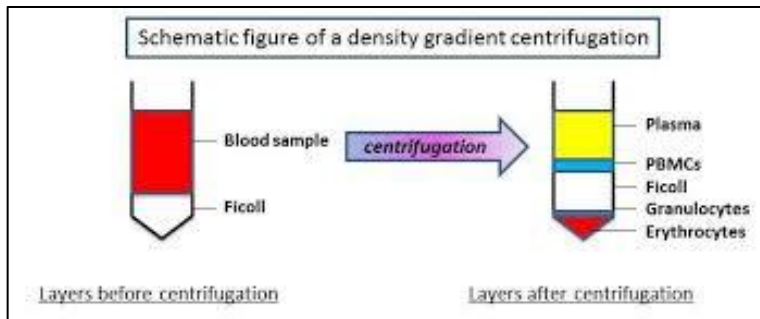 Schematic figure of a density gradient centrifugation
Blood sample
Ficoll
centrifugation
Plasma
PBMCs
Ficoll
Granulocytes
Erythrocytes
Layers before centrifugation
Layers after centrifugation